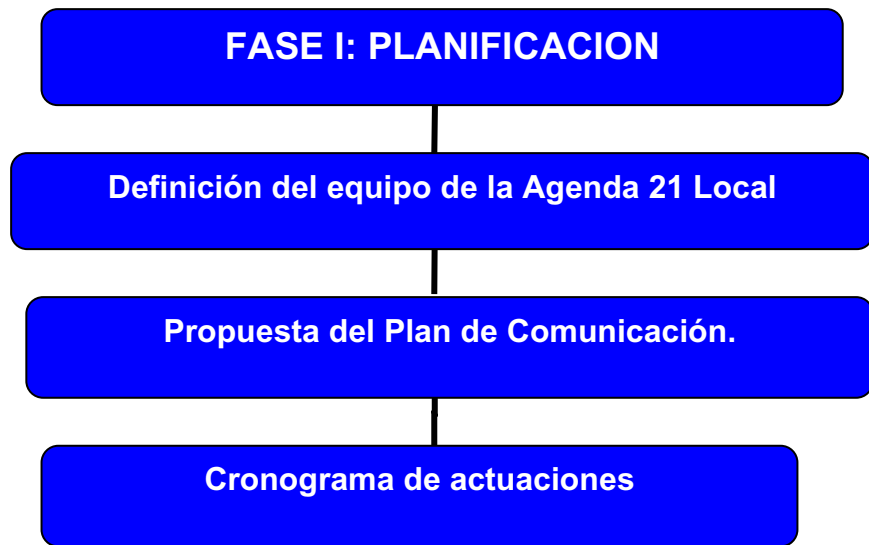 FASE I: PLANIFICACION
Definición del equipo de la Agenda 21 Local
Propuesta del Plan de Comunicación.
Cronograma de actuaciones